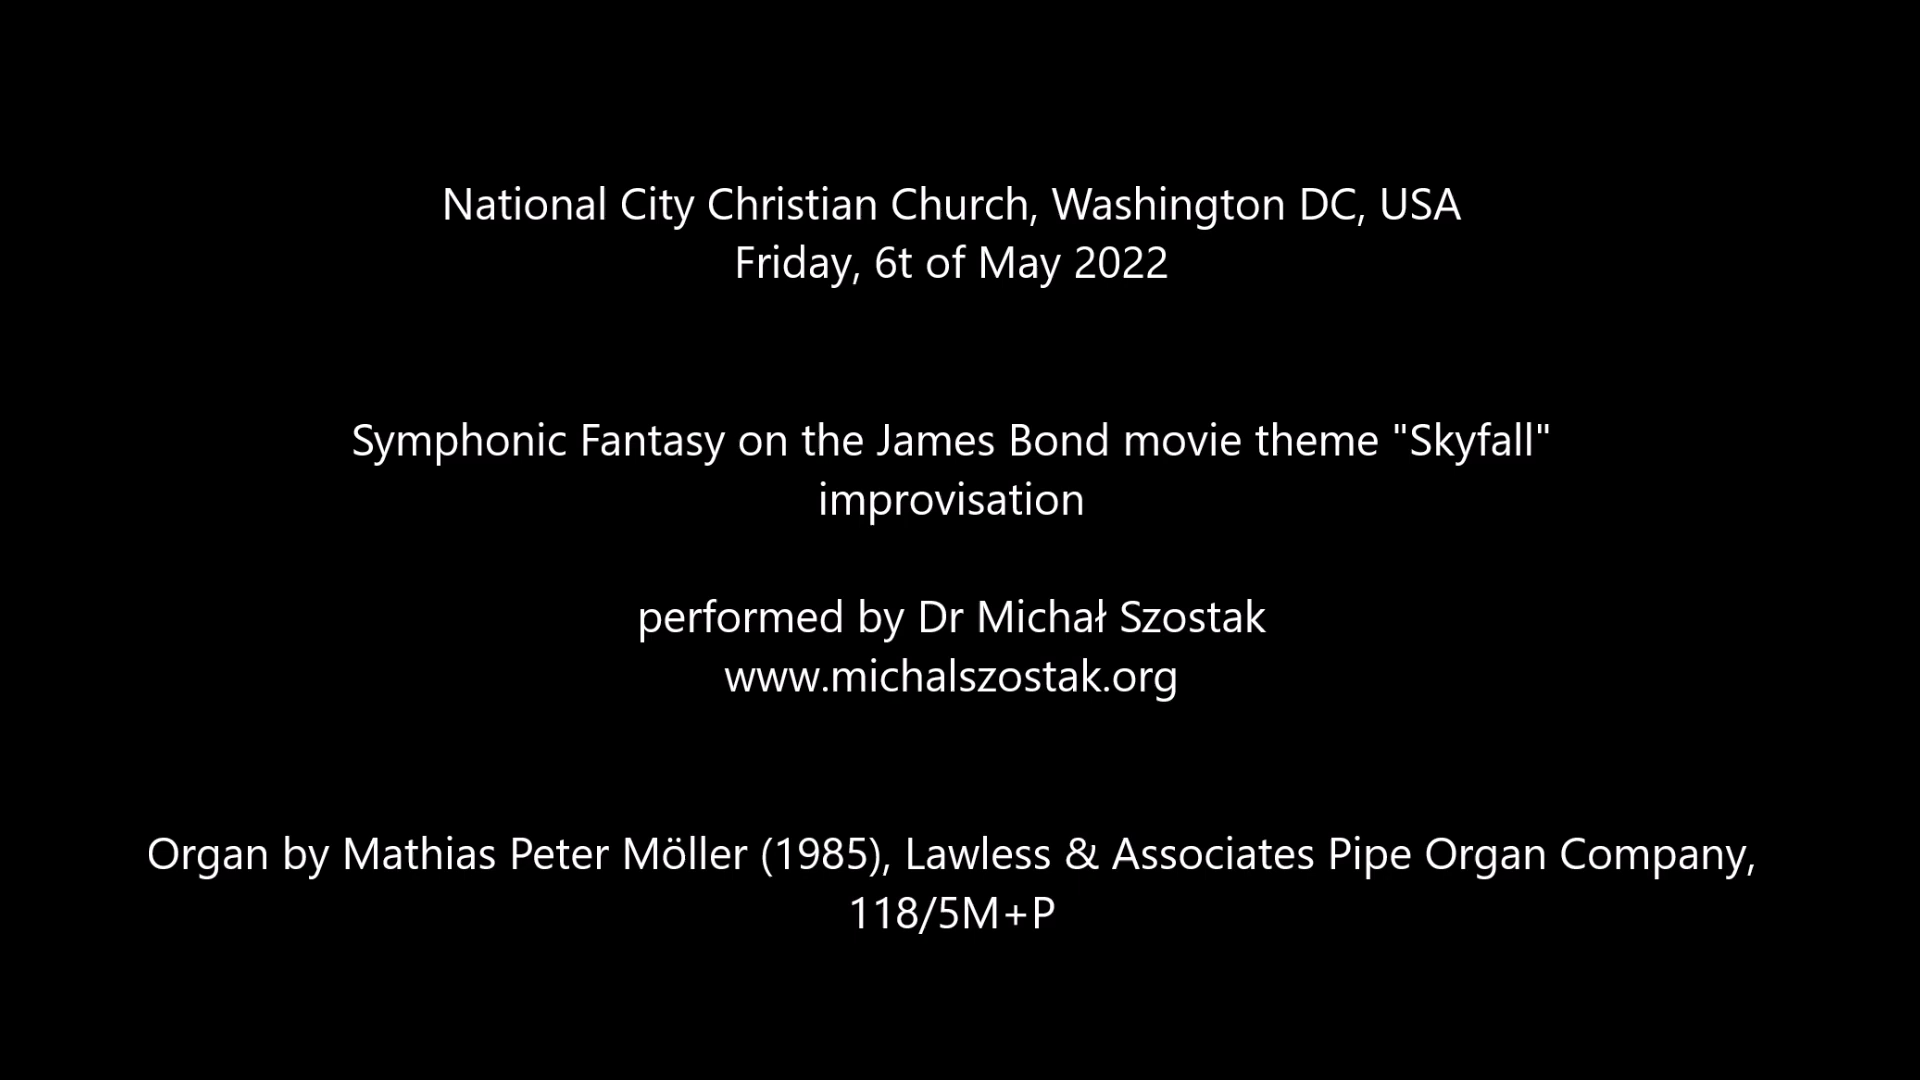 National City Christian Church, Washington DC, USA
Friday, 6t of May 2022
Symphonic Fantasy on the James Bond movie theme "Skyfall"
improvisation
performed by Dr Michał Szostak
www.michalszostak.org
Organ by Mathias Peter Möller (1985), Lawless & Associates Pipe Organ Company,
118/5M+P